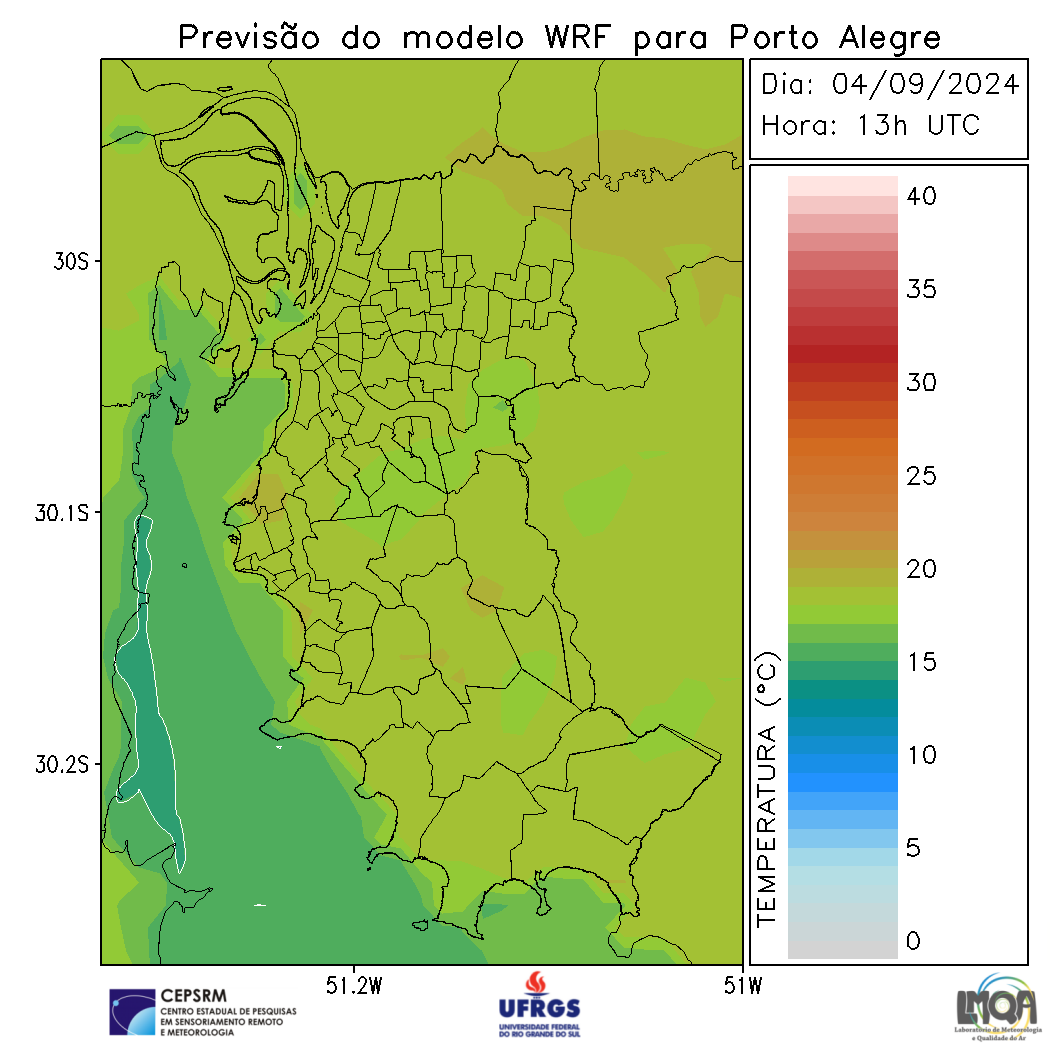 Previsão do modelo WRF para Porto Alegre
Dia: 04/09/2024
Hora: 13h UTC
40
35
30
25
20
15
10
5
0
TEMPERATURA (°C)
30S
30.1S
30.2S
51.2W
51W
CEPSRM
CENTRO ESTADUAL DE PESQUISAS
EM SENSORIAMENTO REMOTO
E METEOROLOGIA
UFRGS
UNIVERSIDADE FEDERAL
DO RIO GRANDE DO SUL
LMQA
Laboratório de Meteorologia
e Qualidade do Ar